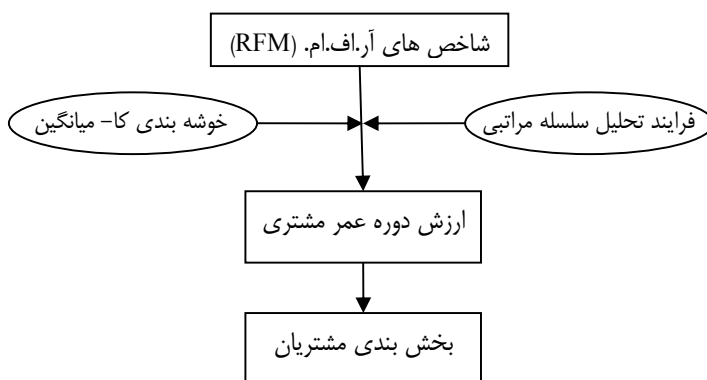 شاخص های آر.اف.ام. (RFM)
فرایند تحلیل سلسله مراتبی
خوشه بندی کا- میانگین
ارزش دوره عمر مشتری
بخش بندی مشتریان